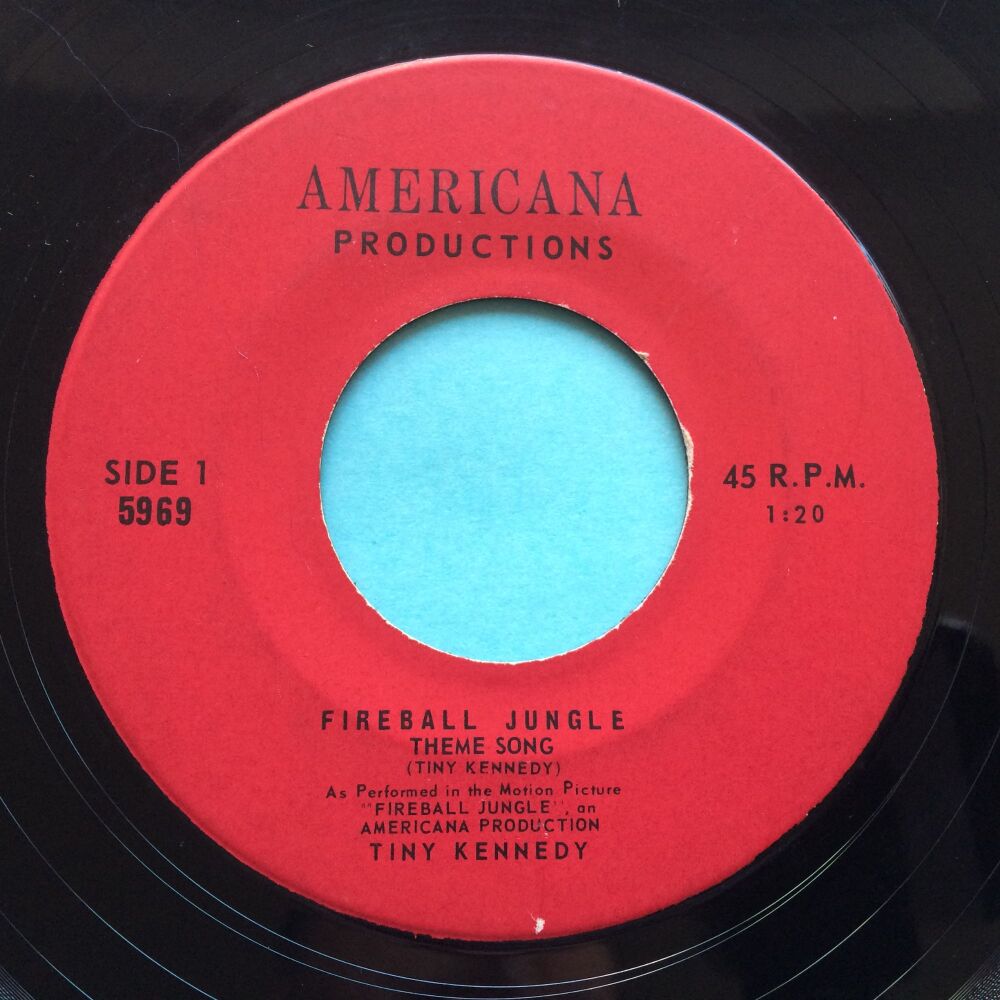 AMERICANA
PRODUCTIONS
SIDE 1
5969
45 R.P.M.
1:20
FIREBALL JUNGLE
THEME SONG
(TINY KENNEDY)
As Performed in the Motion Picture
"FIREBALL JUNGLE", an
AMERICANA PRODUCTION
TINY KENNEDY